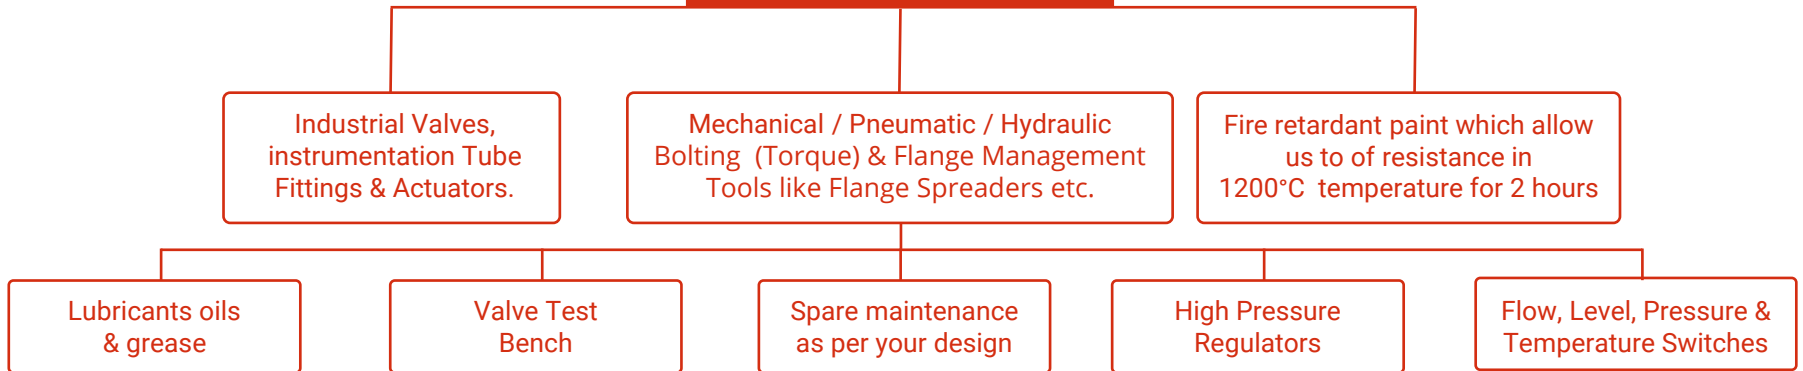 Industrial Valves,
instrumentation Tube
Fittings & Actuators.
Mechanical / Pneumatic / Hydraulic
Bolting (Torque) & Flange Management
Tools like Flange Spreaders etc.
Fire retardant paint which allow
us to of resistance in
1200°C temperature for 2 hours
Lubricants oils
& grease
Valve Test
Bench
Spare maintenance
as per your design
High Pressure
Regulators
Flow, Level, Pressure &
Temperature Switches